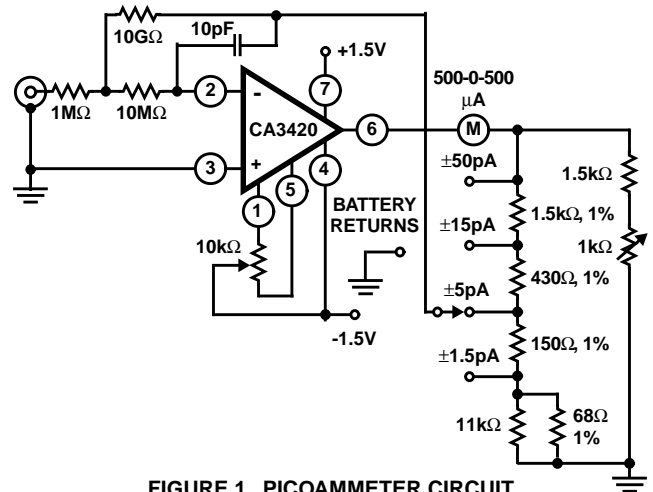 10GΩ
10pF
+1.5V
500-0-500
µA
1MΩ
10MΩ
2
-
7
CA3420
6
M
3
+
4
5
1
±50pA
1.5kΩ
BATTERY
RETURNS
1.5kΩ, 1%
±15pA
1kΩ
10kΩ
430Ω, 1%
±5pA
-1.5V
150Ω, 1%
±1.5pA
11kΩ
68Ω
1%
FIGURE 1. PICOAMMETER CIRCUIT